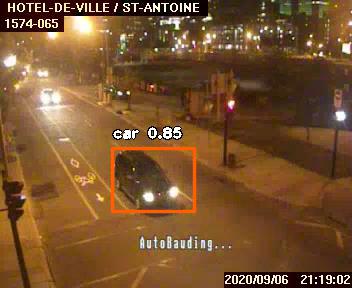 HOTEL-DE-VILLE / ST-ANTOINE
1574-065
car 0.85
AutoBauding...
2020/09/06 21:19:02